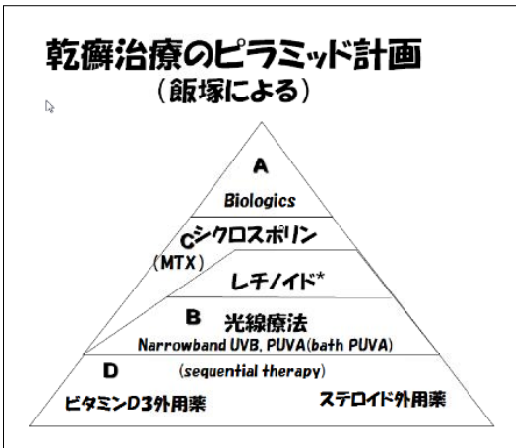 乾癬治療のピラミッド計画
(飯塚による)
A
Biologics
C シクロスポリン
(MTX)
レチノイド*
B 光線療法
Narrowband UVB, PUVA(bath PUVA)
D (sequential therapy)
ビタミンD3外用薬 ステロイド外用薬